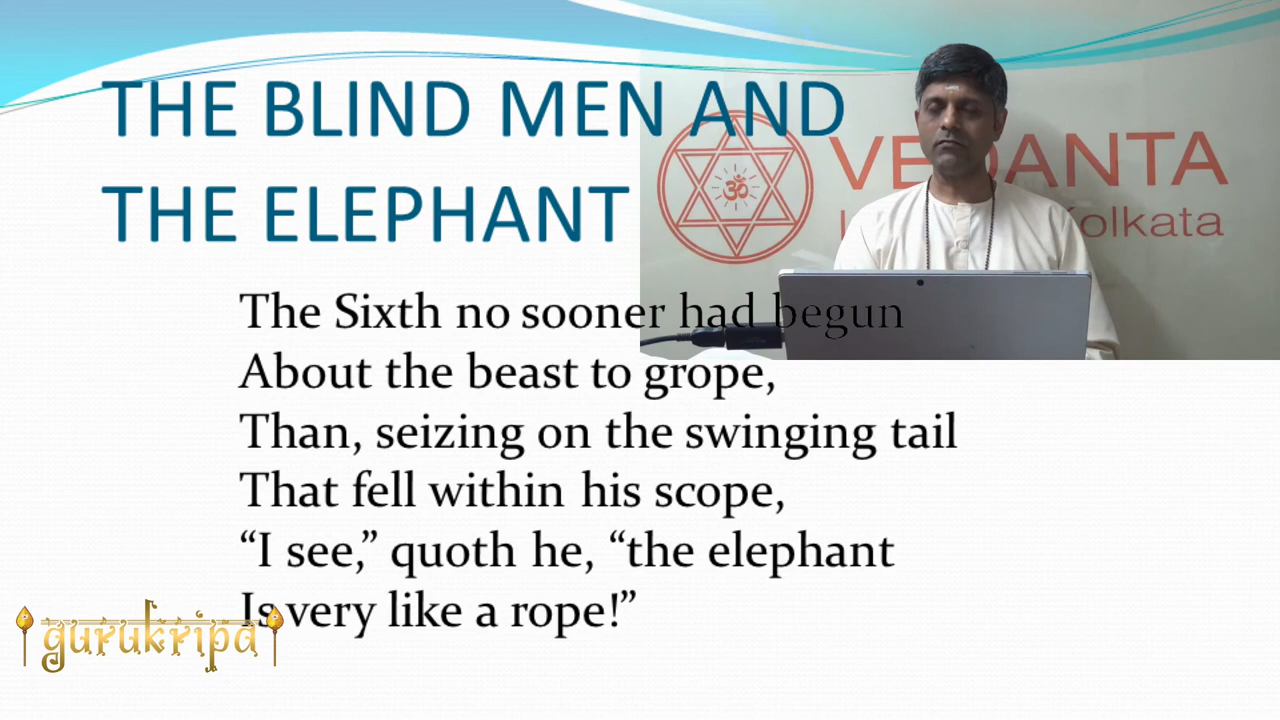 THE BLIND MEN AND
THE ELEPHANT
VEDANTA
Kolkata
ॐ
The Sixth no sooner had begun
About the beast to grope,
Than, seizing on the swinging tail
That fell within his scope,
“I see,” quoth he, “the elephant
Is very like a rope!”
gurukripa